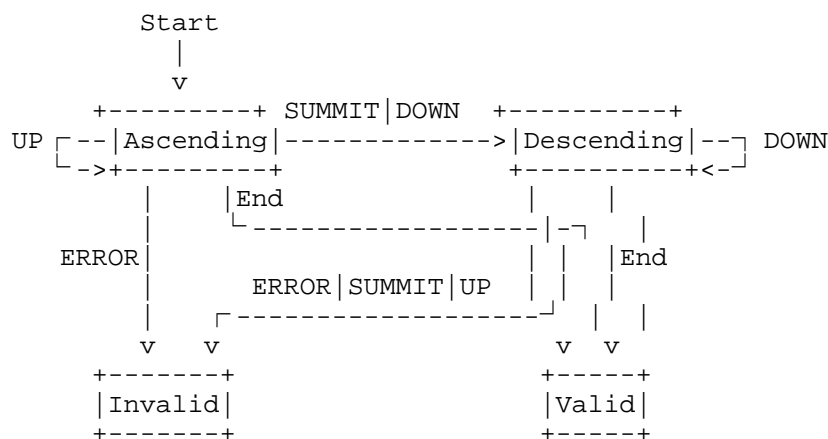 Start
SUMMIT|DOWN
UP Ascending Descending DOWN
End
ERROR End
ERROR|SUMMIT|UP
Invalid Valid